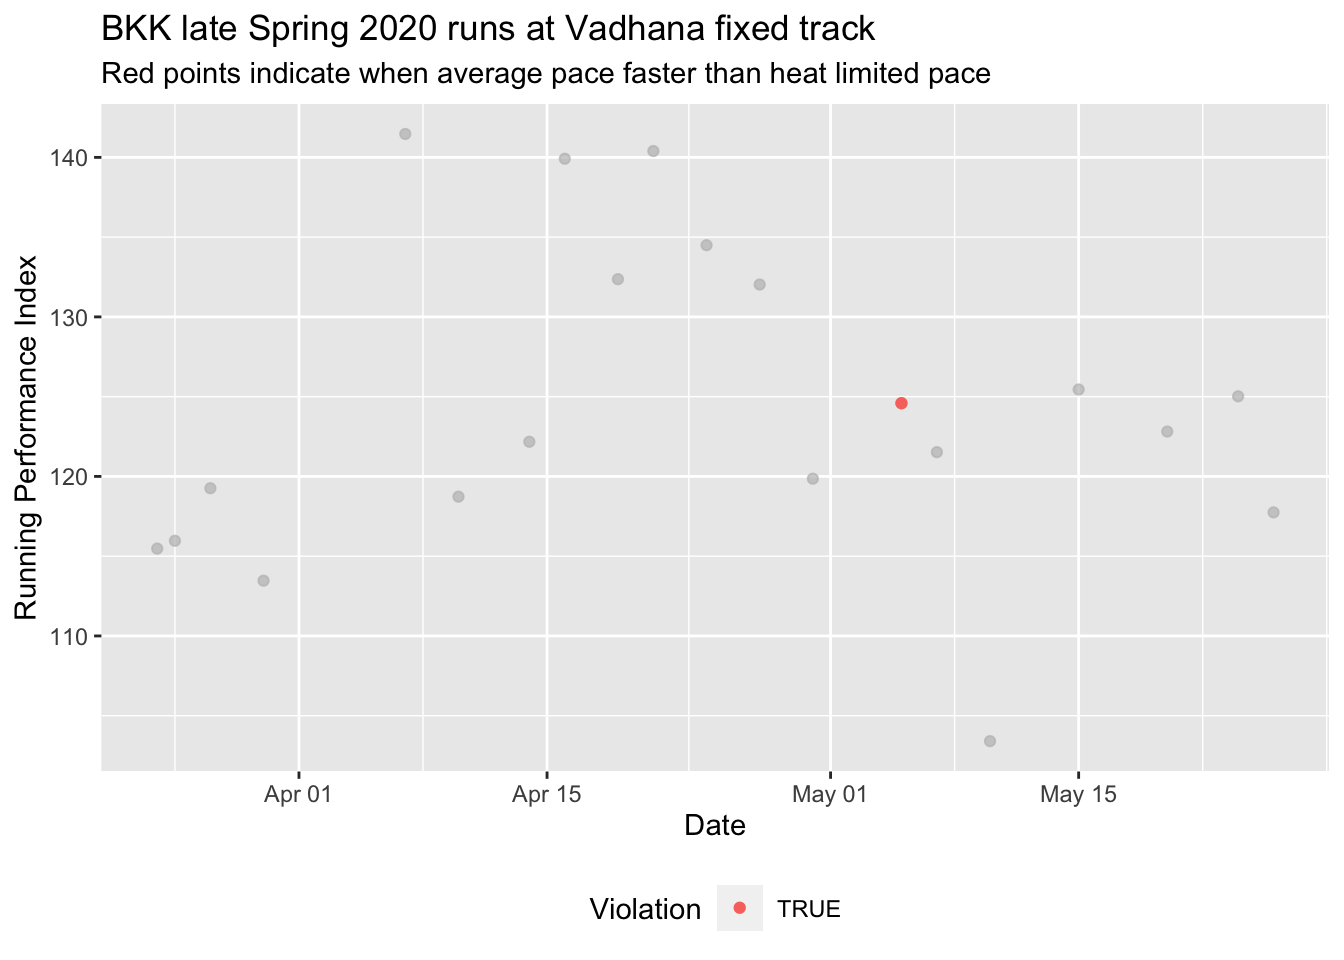 BKK late Spring 2020 runs at Vadhana fixed track
Red points indicate when average pace faster than heat limited pace
Running Performance Index
140
130
120
110
Apr 01
Apr 15
May 01
May 15
Date
Violation
TRUE